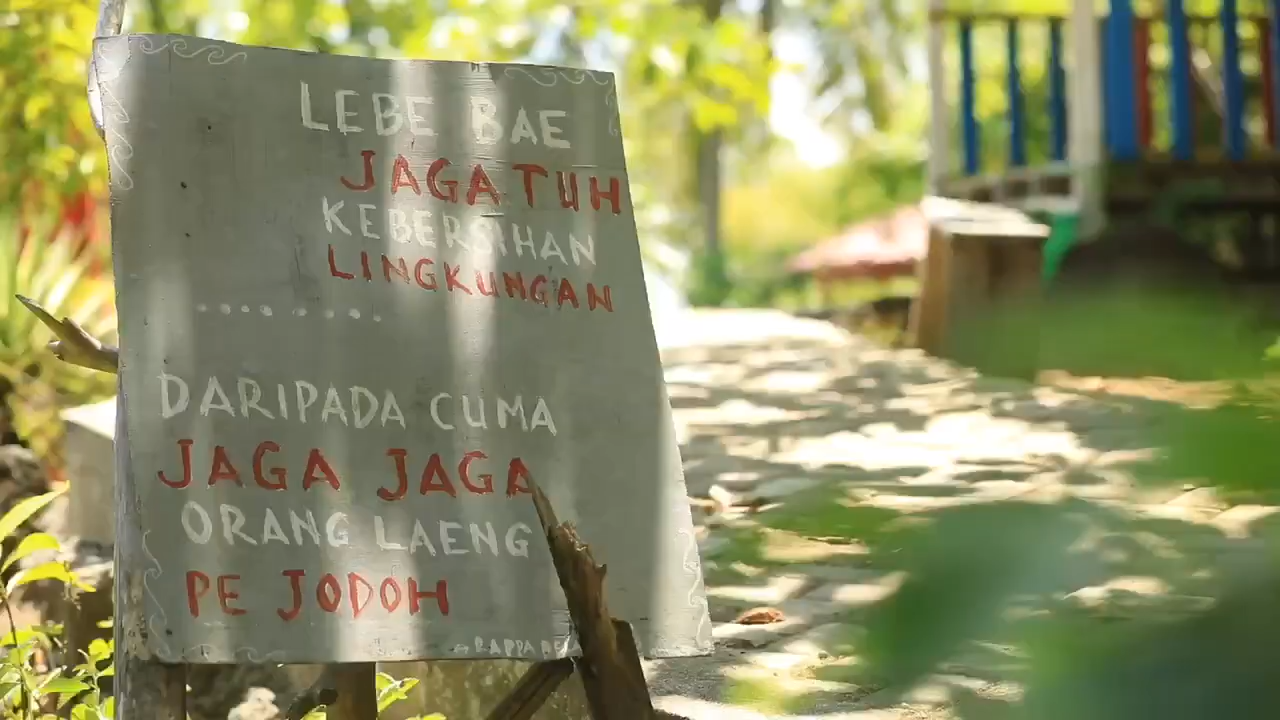 LEBE BAE
JAGA TUH
KEBERSIHAN
LINGKUNGAN
.... .....
DARIPADA CUMA
JAGA JAGA
ORANG LAENG
PE JODOH